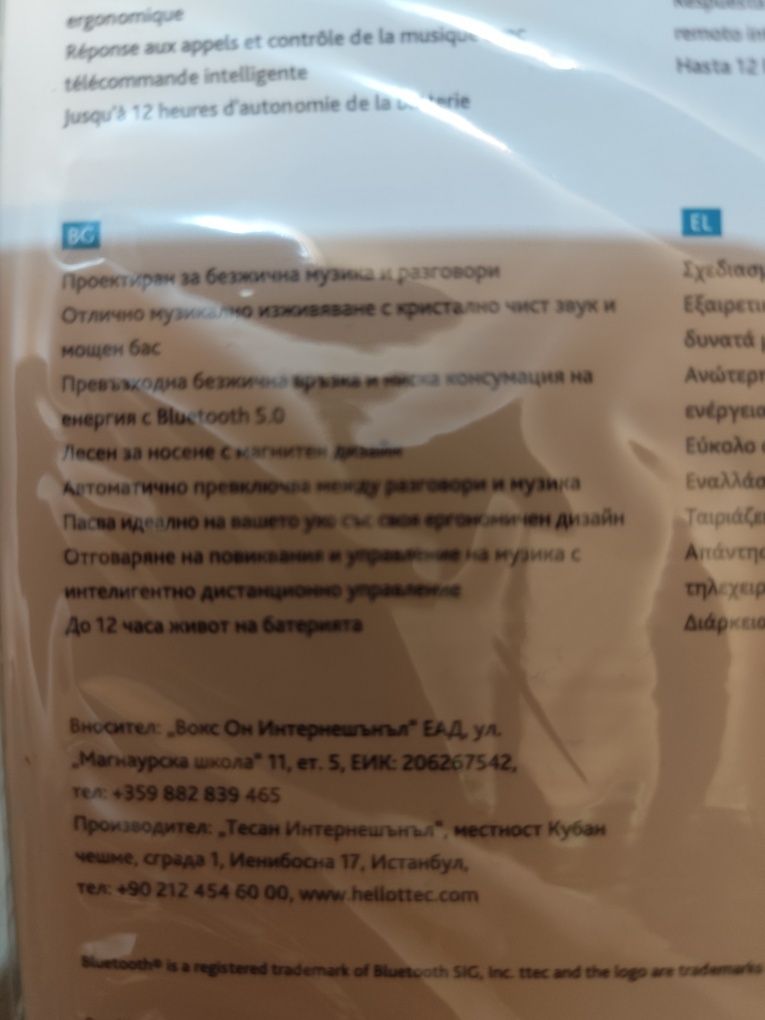 ergonomique
Réponse aux appels et contrôle de la musique
télécommande intelligente
Jusqu'à 12 heures d'autonomie de la batterie
remoto
Hasta 12
BG
Проектиран за безжична музика и разговори
Отлично музикално изживяване с кристално чист звук и
мощен бас
Превъзходна безжична връзка и ниска консумация на
енергия с Bluetooth 5.0
Лесен за носене с магнитен дизайн
Автоматично превключва между разговори и музика
Пасва идеално на вашето ухо със своя ергономичен дизайн
Отговаряне на повиквания и управление на музика с
интелигентно дистанционно управление
До 12 часа живот на батерията
Вносител: „Вокс Он Интернешънъл“ ЕАД, ул.
„Магнаурска школа“ 11, ет. 5, ЕИК: 206267542,
тел: +359 882 839 465
Производител: „Тесан Интернешънъл“, местност Кубан
чешме, сграда 1, Йенибосна 17, Истанбул,
тел: +90 212 454 60 00, www.hellottec.com
EL
δυνατά
Εύκολο
Bluetooth® is a registered trademark of Bluetooth SIG, Inc. ttec and the logo are trademarks